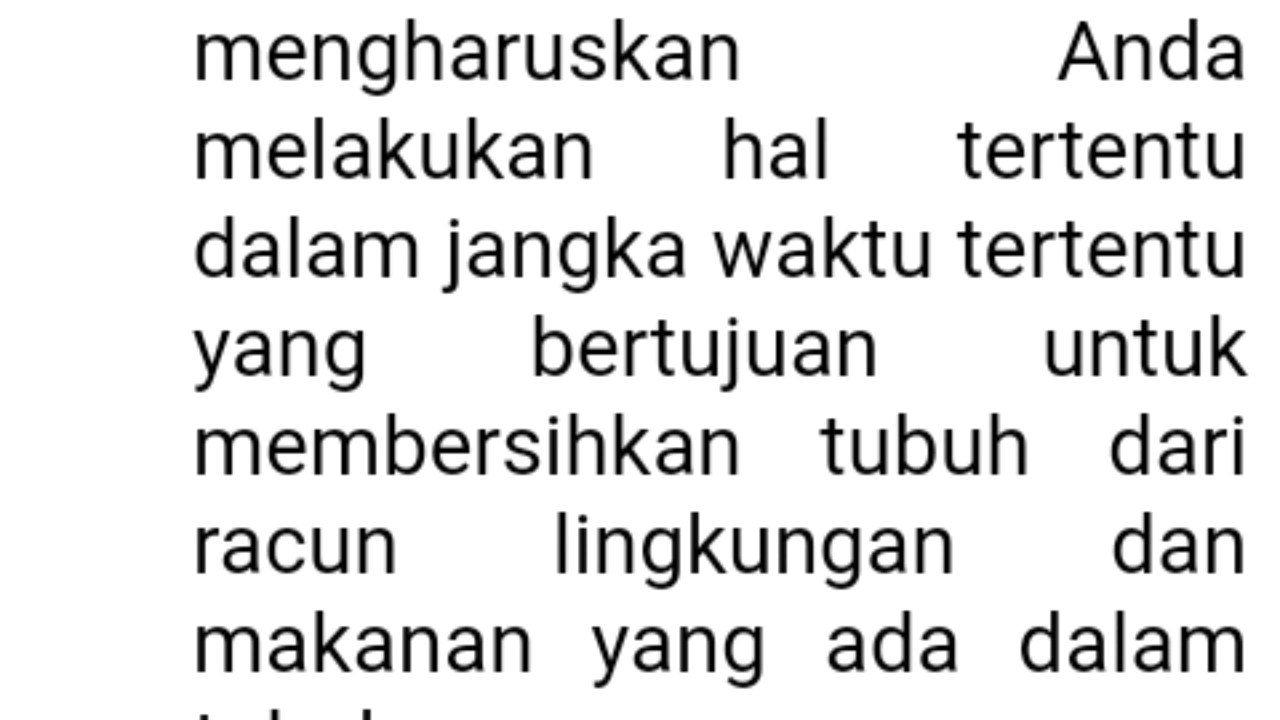 mengharuskan Anda
melakukan hal tertentu
dalam jangka waktu tertentu
yang bertujuan untuk
membersihkan tubuh dari
racun lingkungan dan
makanan yang ada dalam